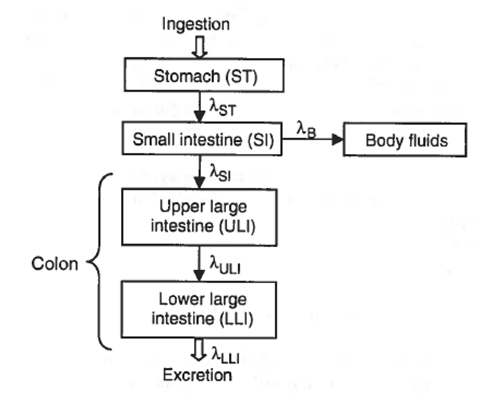 Ingestion
Stomach (ST)
λST
Small intestine (SI)
λB
Body fluids
λSI
Upper large
intestine (ULI)
Colon
λULI
Lower large
intestine (LLI)
λLLI
Excretion